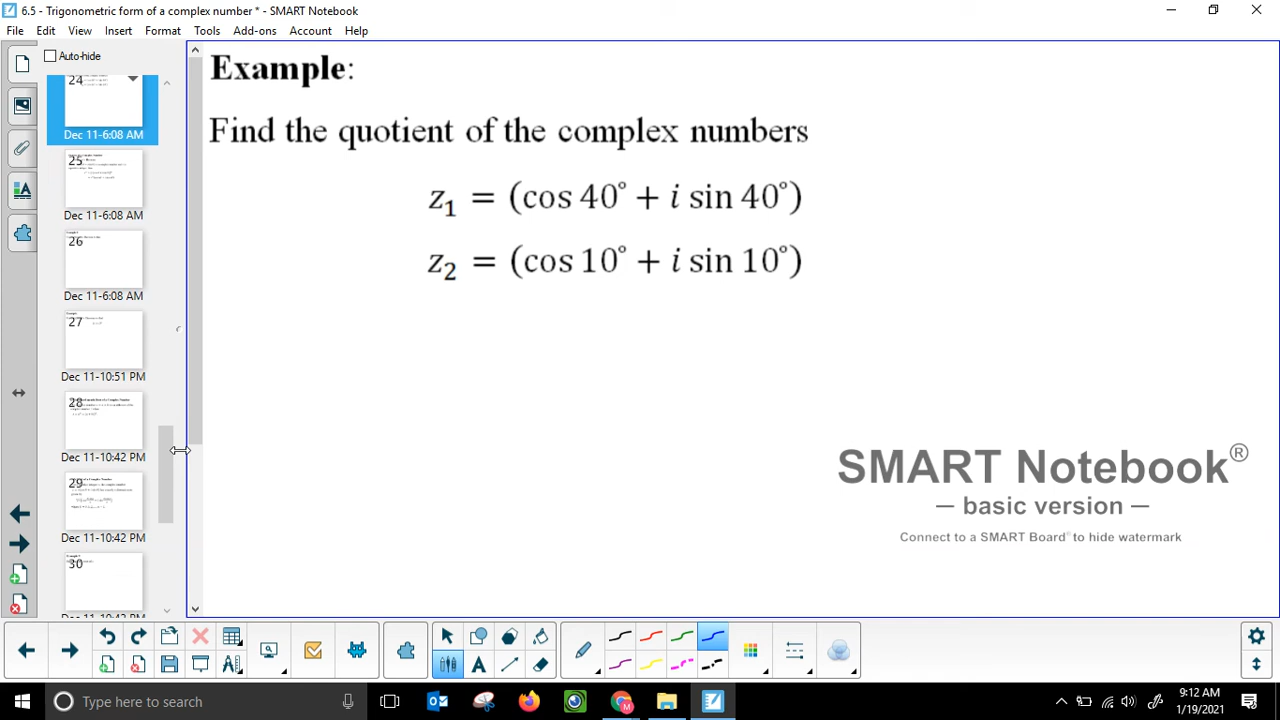 6.5 - Trigonometric form of a complex number * - SMART Notebook
File Edit View Insert Format Tools Add-ons Account Help
Auto-hide
24
Dec 11-6:08 AM
25
Dec 11-6:08 AM
26
Dec 11-6:08 AM
27
Dec 11-10:51 PM
28
Dec 11-10:42 PM
29
Dec 11-10:42 PM
30
Example:
Find the quotient of the complex numbers
z₁ = (cos 40° + i sin 40°)
z₂ = (cos 10° + i sin 10°)
SMART Notebook®
— basic version —
Connect to a SMART Board® to hide watermark
Type here to search
9:12 AM
1/19/2021